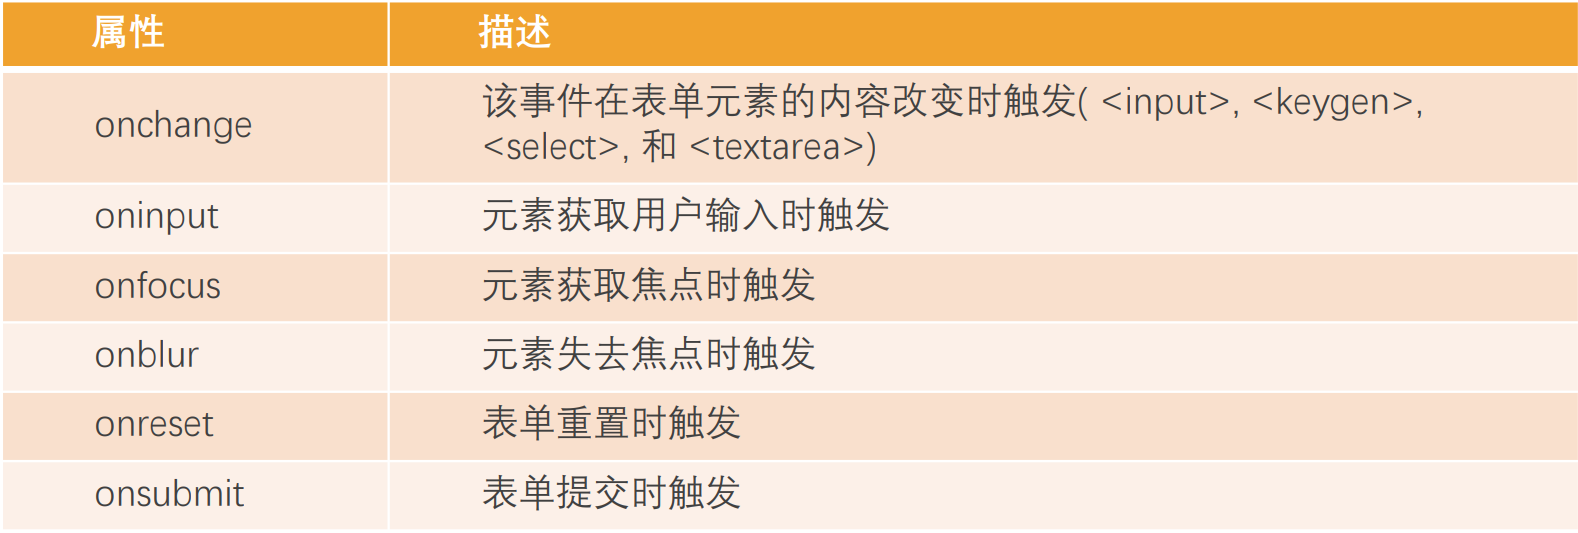 属性 描述
onchange 该事件在表单元素的内容改变时触发( <input>, <keygen>,
<select>, 和 <textarea>)
oninput 元素获取用户输入时触发
onfocus 元素获取焦点时触发
onblur 元素失去焦点时触发
onreset 表单重置时触发
onsubmit 表单提交时触发